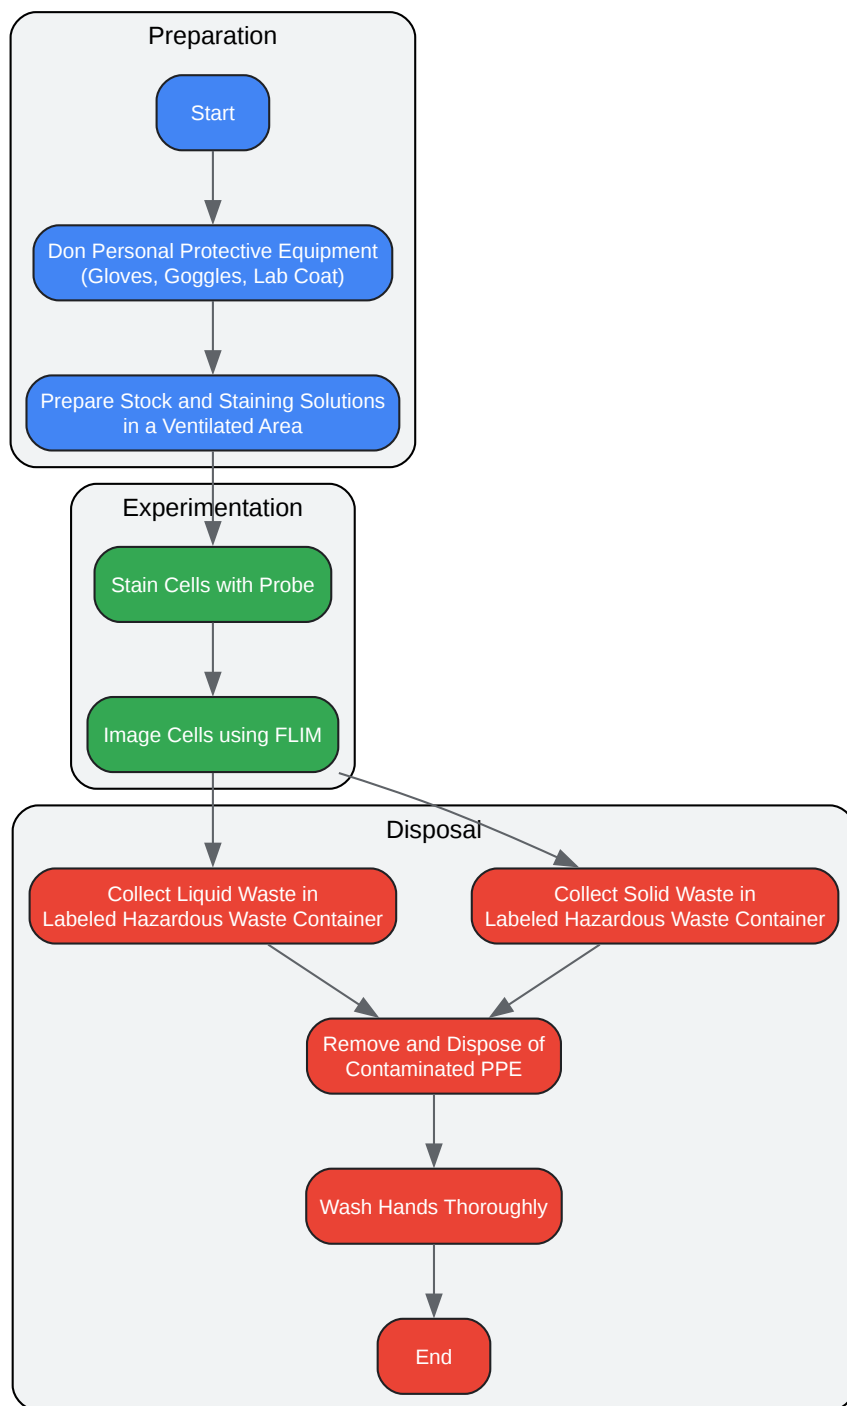 Preparation
Start
Don Personal Protective Equipment
(Gloves, Goggles, Lab Coat)
Prepare Stock and Staining Solutions
in a Ventilated Area
Experimentation
Stain Cells with Probe
Image Cells using FLIM
Disposal
Collect Liquid Waste in
Labeled Hazardous Waste Container
Collect Solid Waste in
Labeled Hazardous Waste Container
Remove and Dispose of
Contaminated PPE
Wash Hands Thoroughly
End